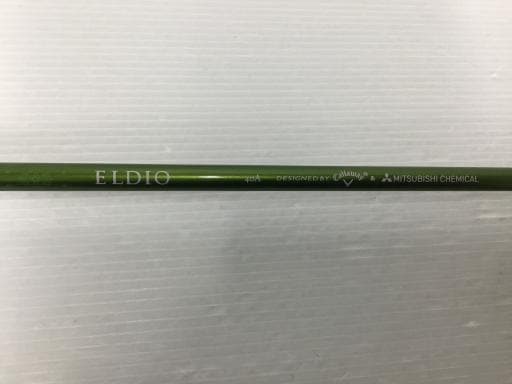 ELDIO 40A DESIGNED BY Callaway & MITSUBISHI CHEMICAL